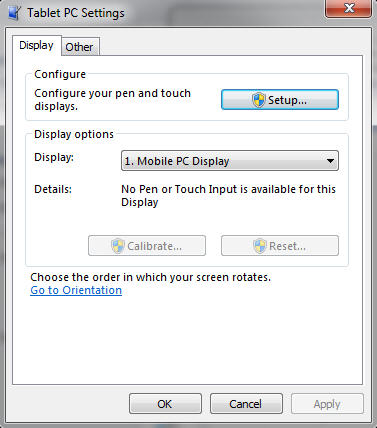 Tablet PC Settings
Display
Other
Configure
Configure your pen and touch
displays.
Setup...
Display options
Display:
1. Mobile PC Display
Details:
No Pen or Touch Input is available for this
Display
Calibrate...
Reset...
Choose the order in which your screen rotates.
Go to Orientation
OK
Cancel
Apply